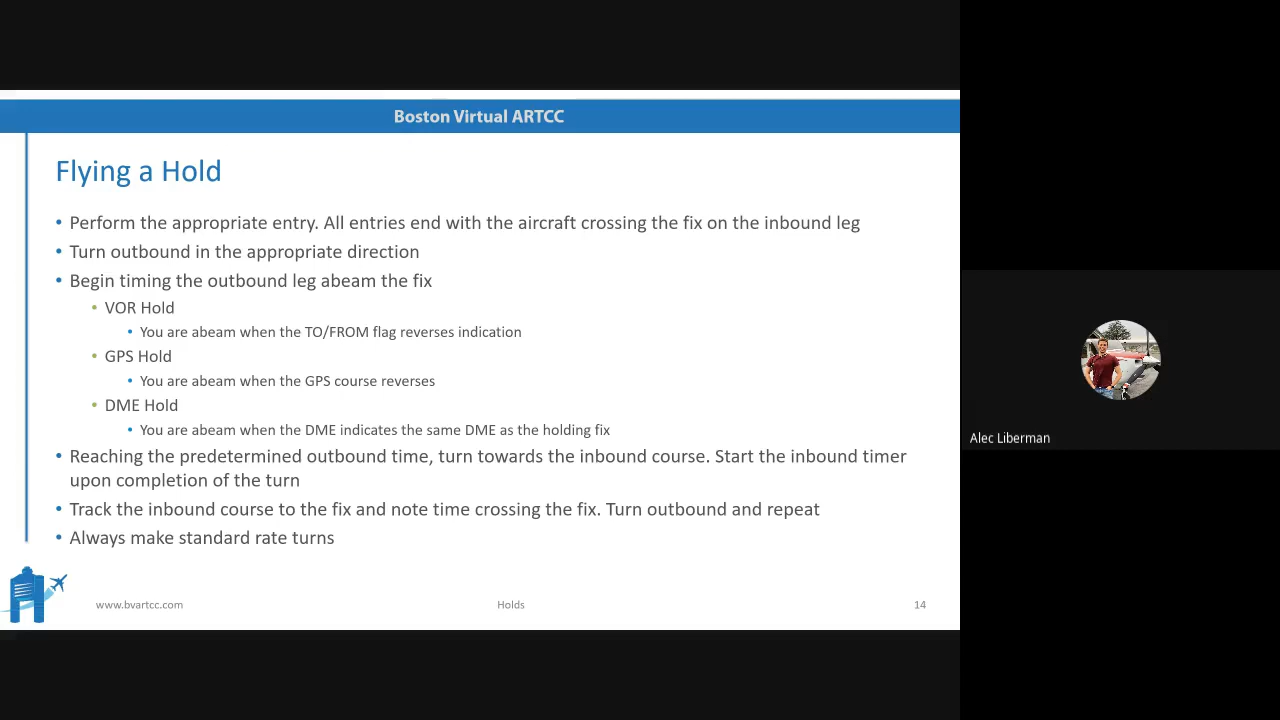 Boston Virtual ARTCC
Flying a Hold
• Perform the appropriate entry. All entries end with the aircraft crossing the fix on the inbound leg
• Turn outbound in the appropriate direction
• Begin timing the outbound leg abeam the fix
• VOR Hold
• You are abeam when the TO/FROM flag reverses indication
• GPS Hold
• You are abeam when the GPS course reverses
• DME Hold
• You are abeam when the DME indicates the same DME as the holding fix
• Reaching the predetermined outbound time, turn towards the inbound course. Start the inbound timer
upon completion of the turn
• Track the inbound course to the fix and note time crossing the fix. Turn outbound and repeat
• Always make standard rate turns
www.bvartcc.com
Holds
14
Alec Liberman